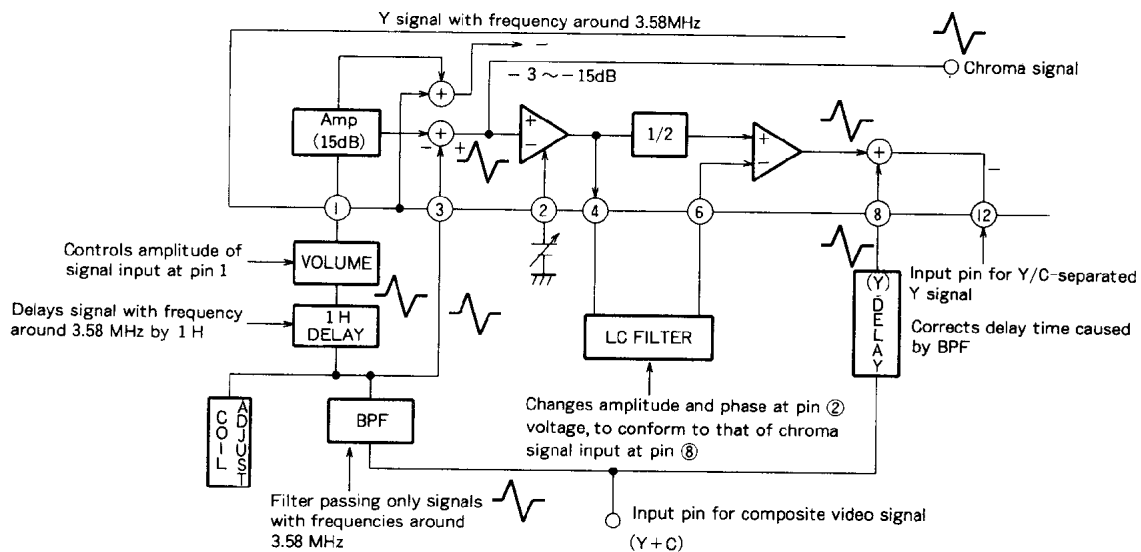 Y signal with frequency around 3.58MHz
Chroma signal
−
− 3 ~ − 15dB
Amp
(15dB)
+
+
−
+
+
−
1/2
+
−
+
−
1
3
2
4
6
8
12
Controls amplitude of
signal input at pin 1
VOLUME
Delays signal with frequency
around 3.58 MHz by 1 H
1 H
DELAY
LC FILTER
(Y)
DELAY
Input pin for Y/C-separated
Y signal
Corrects delay time caused
by BPF
COIL
ADJUST
BPF
Changes amplitude and phase at pin ②
voltage, to conform to that of chroma
signal input at pin ⑧
Filter passing only signals
with frequencies around
3.58 MHz
Input pin for composite video signal
(Y+C)